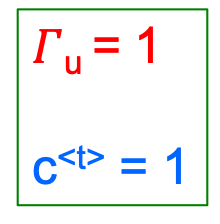 Γu = 1
c<t> = 1